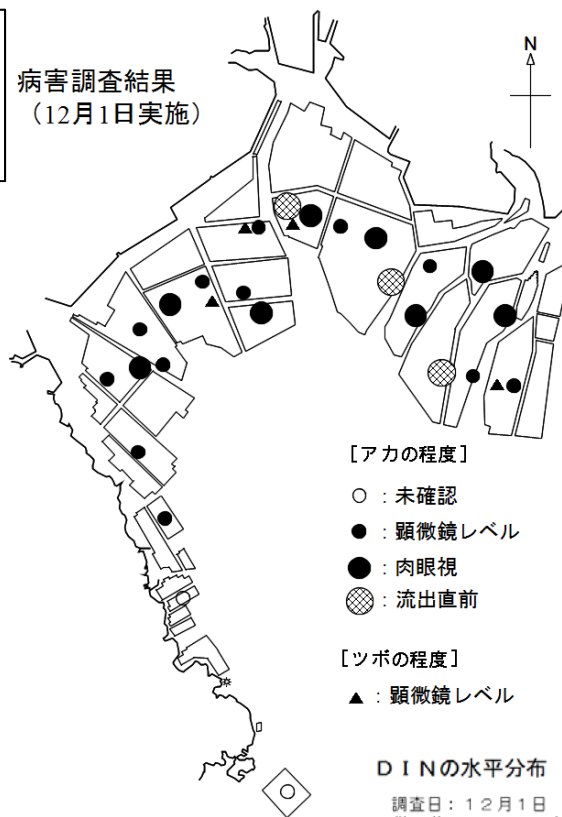 病害調査結果
（12月1日実施）
N
［アカの程度］
○ : 未確認
● : 顕微鏡レベル
● : 肉眼視
: 流出直前
［ツボの程度］
▲ : 顕微鏡レベル
ＤＩＮの水平分布
調査日：１２月１日